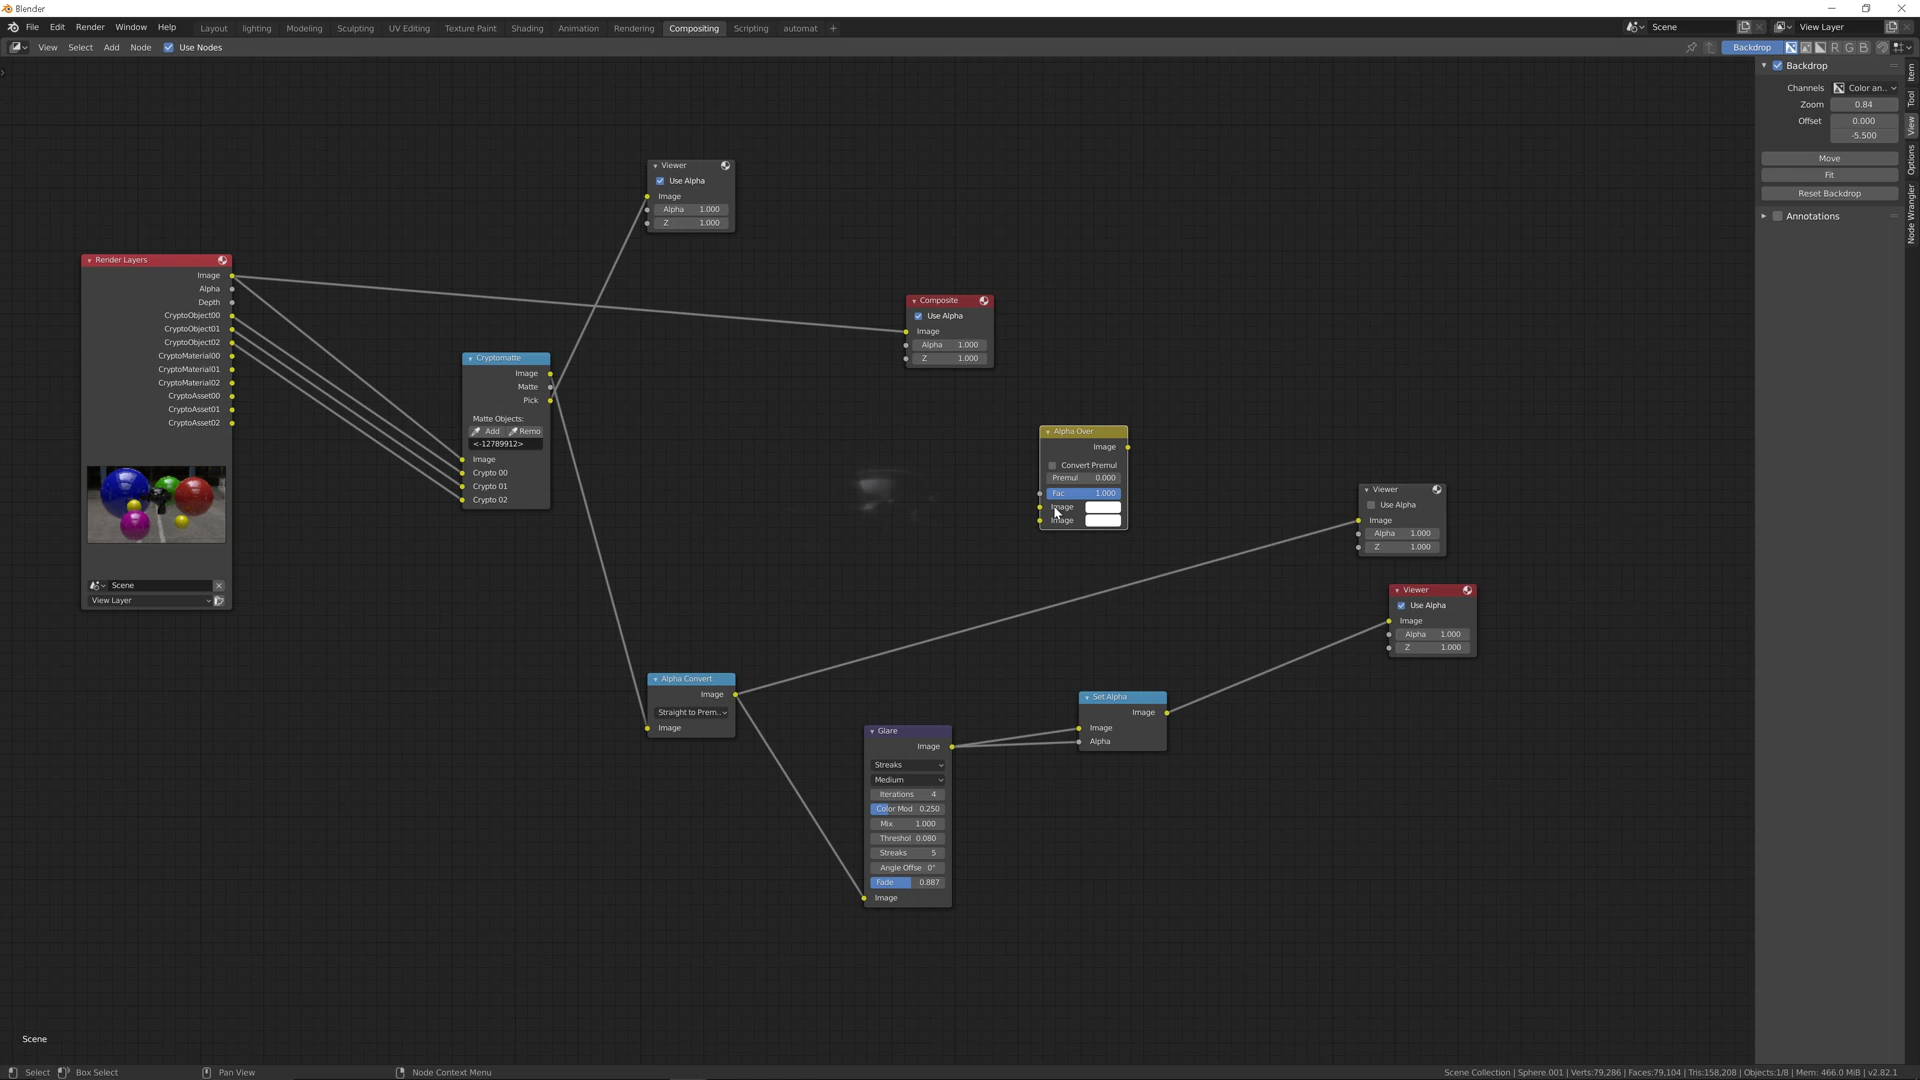 Blender
File Edit Render Window Help
Layout lighting Modeling Sculpting UV Editing Texture Paint Shading Animation Rendering Compositing Scripting automat +
Scene View Layer
View Select Add Node Use Nodes
Backdrop R G B
Backdrop
Channels Color an..
Zoom 0.84
Offset 0.000
-5.500
Move
Fit
Reset Backdrop
Annotations
Item
Tool
View
Options
Node Wrangler
Viewer
Use Alpha
Image
Alpha 1.000
Z 1.000
Render Layers
Image
Alpha
Depth
CryptoObject00
CryptoObject01
CryptoObject02
CryptoMaterial00
CryptoMaterial01
CryptoMaterial02
CryptoAsset00
CryptoAsset01
CryptoAsset02
Scene
View Layer
Cryptomatte
Image
Matte
Pick
Matte Objects:
Add Remo
<-12789912>
Image
Crypto 00
Crypto 01
Crypto 02
Composite
Use Alpha
Image
Alpha 1.000
Z 1.000
Alpha Over
Image
Convert Premul
Premul 0.000
Fac 1.000
Image
Image
Viewer
Use Alpha
Image
Alpha 1.000
Z 1.000
Viewer
Use Alpha
Image
Alpha 1.000
Z 1.000
Alpha Convert
Image
Straight to Prem..
Image
Set Alpha
Image
Image
Alpha
Glare
Image
Streaks
Medium
Iterations 4
Color Mod 0.250
Mix 1.000
Threshol 0.080
Streaks 5
Angle Offse 0°
Fade 0.887
Image
Scene
Select Box Select Pan View Node Context Menu
Scene Collection | Sphere.001 | Verts:79,286 | Faces:79,104 | Tris:158,208 | Objects:1/8 | Mem: 466.0 MiB | v2.82.1